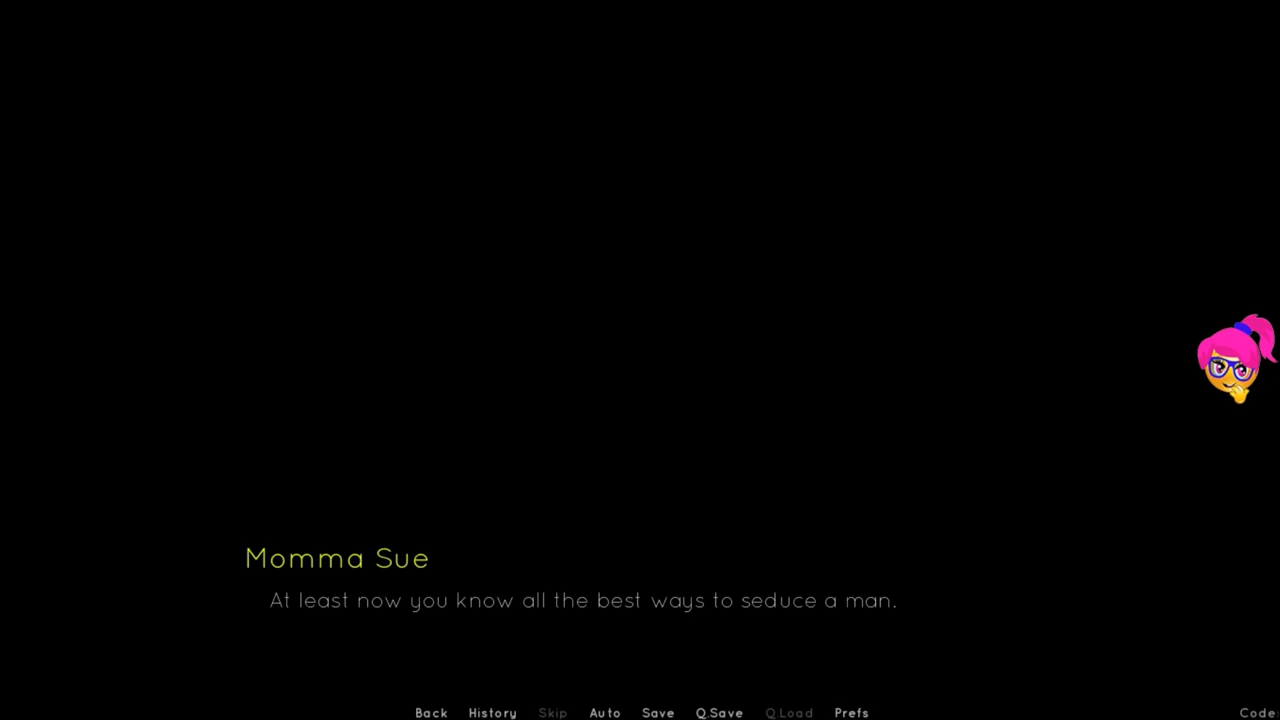 Momma Sue
At least now you know all the best ways to seduce a man.
Back History Skip Auto Save Q.Save Q.Load Prefs Code